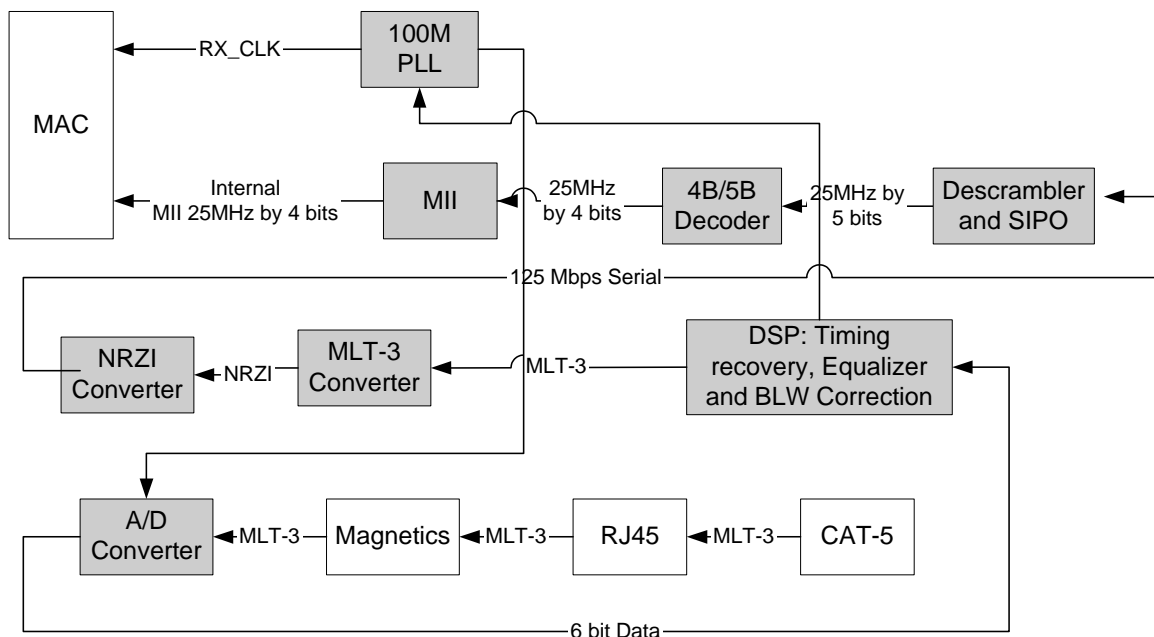 100M
PLL
RX_CLK
MAC
Internal
MII 25MHz by 4 bits
MII
25MHz
by 4 bits
4B/5B
Decoder
25MHz by
5 bits
Descrambler
and SIPO
125 Mbps Serial
NRZI
Converter
NRZI
MLT-3
Converter
MLT-3
DSP: Timing
recovery, Equalizer
and BLW Correction
A/D
Converter
MLT-3
Magnetics
MLT-3
RJ45
MLT-3
CAT-5
6 bit Data